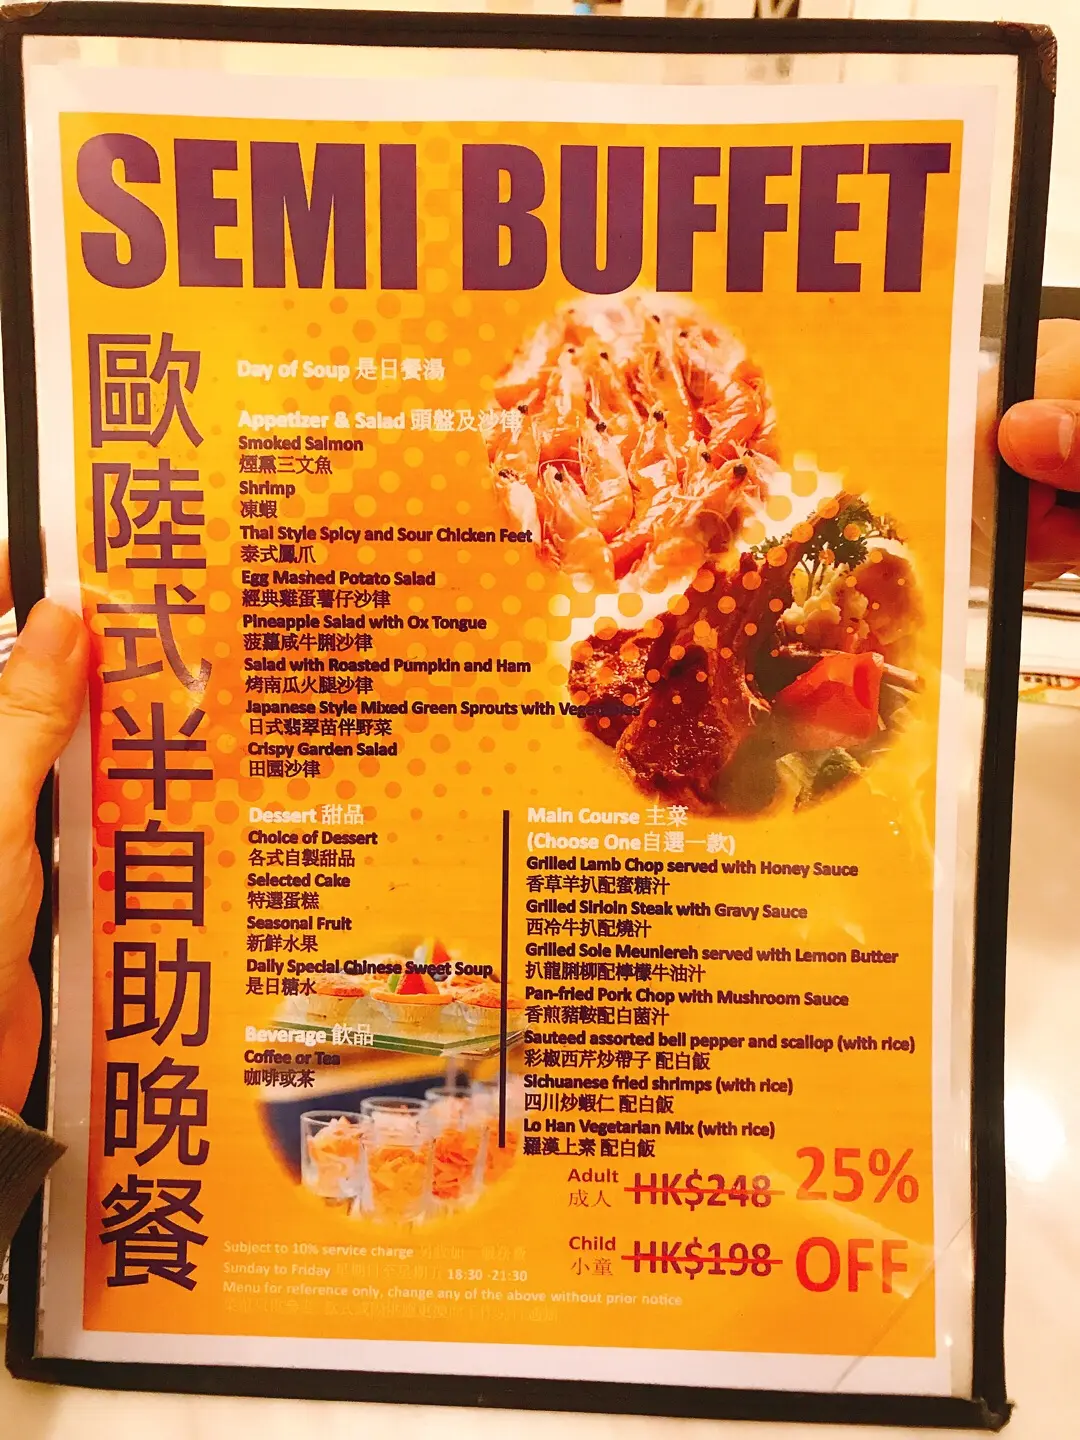 SEMI BUFFET
歐陸式半自助晚餐
Day of Soup 是日餐湯
Appetizer & Salad 頭盤及沙律
Smoked Salmon
煙熏三文魚
Shrimp
凍蝦
Thai Style Spicy and Sour Chicken Feet
泰式鳳爪
Egg Mashed Potato Salad
經典雞蛋薯仔沙律
Pineapple Salad with Ox Tongue
菠蘿咸牛脷沙律
Salad with Roasted Pumpkin and Ham
烤南瓜火腿沙律
Japanese Style Mixed Green Sprouts with Vegetables
日式翡翠苗伴野菜
Crispy Garden Salad
田園沙律
Dessert 甜品
Choice of Dessert
各式自製甜品
Selected Cake
特選蛋糕
Seasonal Fruit
新鮮水果
Daily Special Chinese Sweet Soup
是日糖水
Beverage 飲品
Coffee or Tea
咖啡或茶
Main Course 主菜
(Choose One自選一款)
Grilled Lamb Chop served with Honey Sauce
香草羊扒配蜜糖汁
Grilled Sirloin Steak with Gravy Sauce
西冷牛扒配燒汁
Grilled Sole Meuniereh served with Lemon Butter
扒龍脷柳配檸檬牛油汁
Pan-fried Pork Chop with Mushroom Sauce
香煎豬鞍配白菌汁
Sauteed assorted bell pepper and scallop (with rice)
彩椒西芹炒帶子 配白飯
Sichuanese fried shrimps (with rice)
四川炒蝦仁 配白飯
Lo Han Vegetarian Mix (with rice)
羅漢上素 配白飯
Adult HK$248 25%
成人
Child HK$198 OFF
小童
Subject to 10% service charge
Sunday to Friday 星期日至星期五 18:30 -21:30
Menu for reference only, change any of the above without prior notice